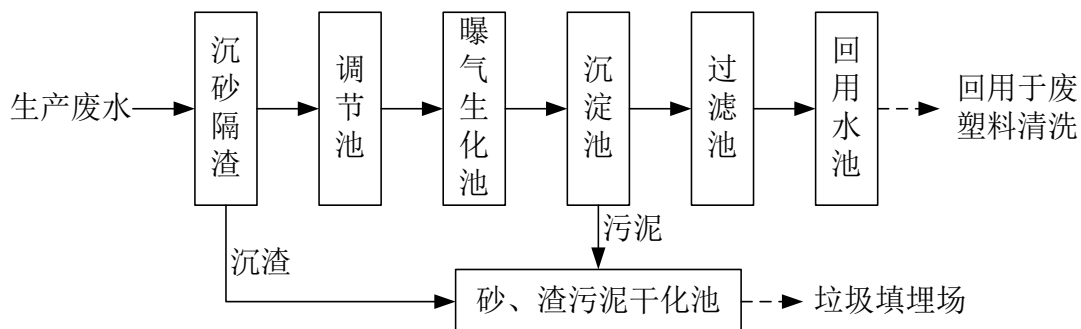 生产废水
沉砂隔渣
调节池
曝气生化池
沉淀池
过滤池
回用水池
回用于废
塑料清洗
沉渣
污泥
砂、渣污泥干化池
垃圾填埋场